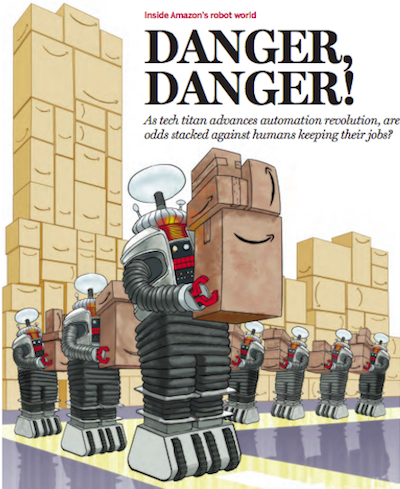 Inside Amazon's robot world
DANGER,
DANGER!
As tech titan advances automation revolution, are
odds stacked against humans keeping their jobs?